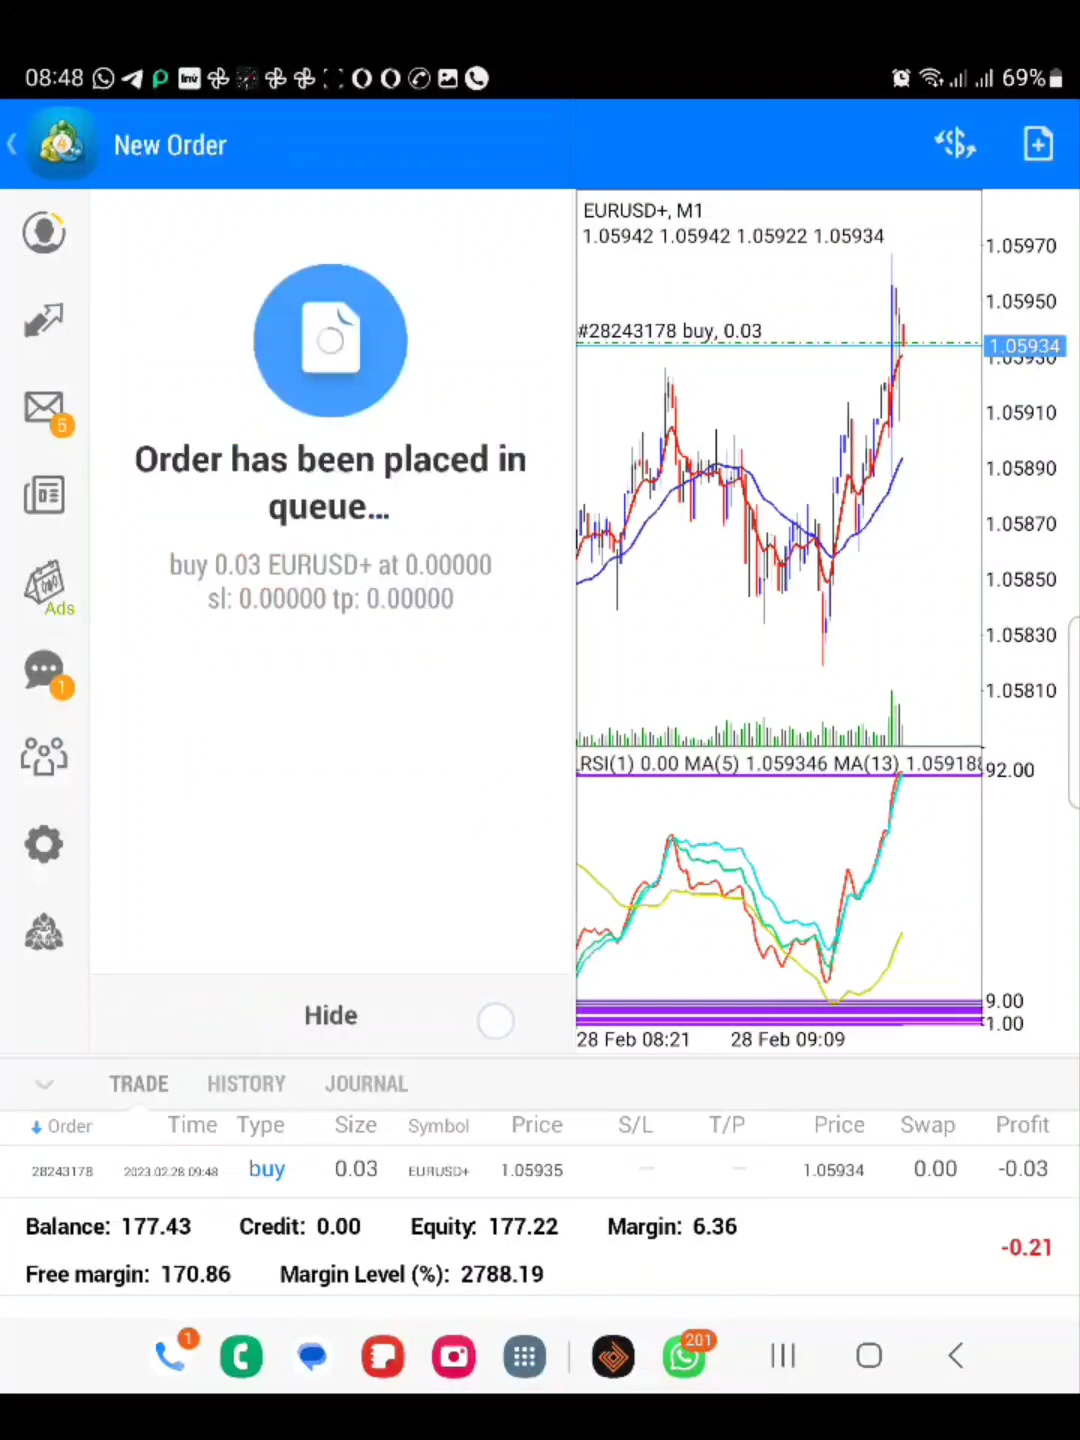 08:48
69%
New Order
EURUSD+, M1
1.05942 1.05942 1.05922 1.05934
1.05970
1.05950
#28243178 buy, 0.03
1.05934
1.05930
1.05910
1.05890
1.05870
1.05850
1.05830
1.05810
5
Ads
1
Order has been placed in
queue...
buy 0.03 EURUSD+ at 0.00000
sl: 0.00000 tp: 0.00000
Hide
RSI(1) 0.00 MA(5) 1.059346 MA(13) 1.059188
92.00
9.00
1.00
28 Feb 08:21 28 Feb 09:09
TRADE HISTORY JOURNAL
Order Time Type Size Symbol Price S/L T/P Price Swap Profit
28243178 2023.02.28 09:48 buy 0.03 EURUSD+ 1.05935 — — 1.05934 0.00 -0.03
Balance: 177.43 Credit: 0.00 Equity: 177.22 Margin: 6.36
-0.21
Free margin: 170.86 Margin Level (%): 2788.19
1
201